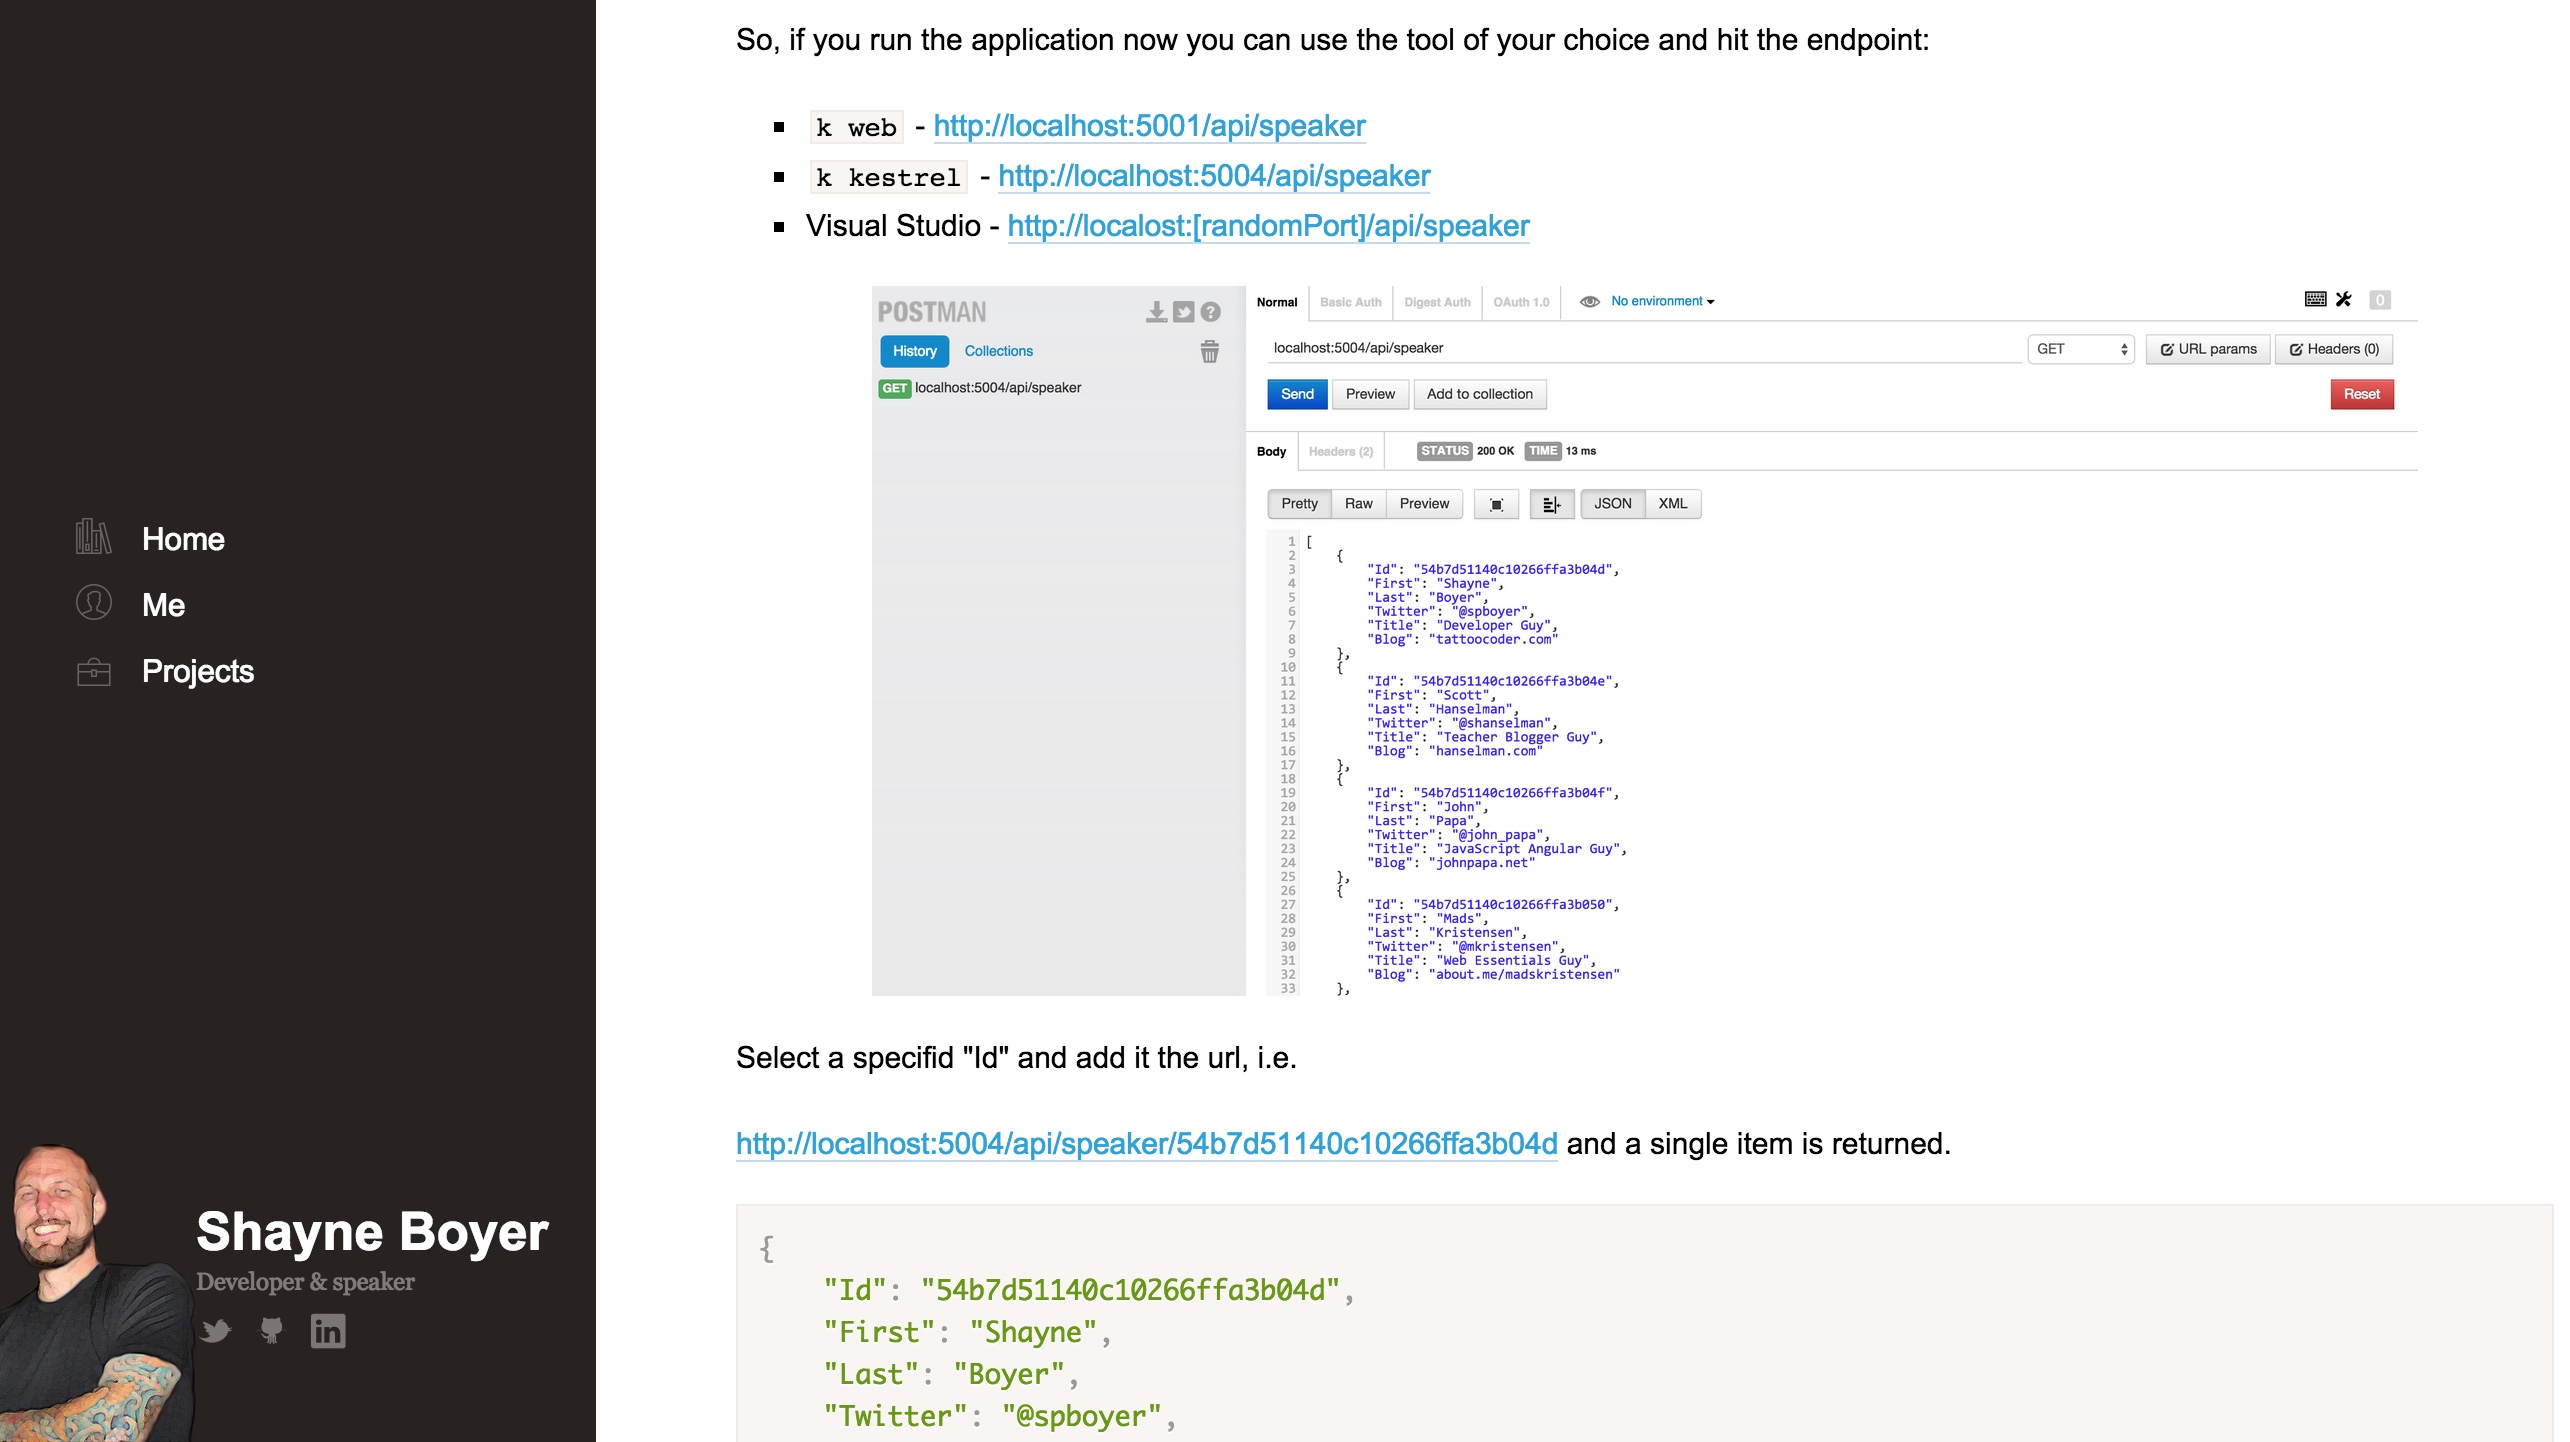 So, if you run the application now you can use the tool of your choice and hit the endpoint:
k web - http://localhost:5001/api/speaker
k kestrel - http://localhost:5004/api/speaker
Visual Studio - http://localost:[randomPort]/api/speaker
POSTMAN
History Collections
GET localhost:5004/api/speaker
Normal Basic Auth Digest Auth OAuth 1.0 No environment 0
localhost:5004/api/speaker GET URL params Headers (0)
Send Preview Add to collection Reset
Body Headers (2) STATUS 200 OK TIME 13 ms
Pretty Raw Preview JSON XML
1 [
2 {
3 "Id": "54b7d51140c10266ffa3b04d",
4 "First": "Shayne",
5 "Last": "Boyer",
6 "Twitter": "@spboyer",
7 "Title": "Developer Guy",
8 "Blog": "tattoocoder.com"
9 },
10 {
11 "Id": "54b7d51140c10266ffa3b04e",
12 "First": "Scott",
13 "Last": "Hanselman",
14 "Twitter": "@shanselman",
15 "Title": "Teacher Blogger Guy",
16 "Blog": "hanselman.com"
17 },
18 {
19 "Id": "54b7d51140c10266ffa3b04f",
20 "First": "John",
21 "Last": "Papa",
22 "Twitter": "@john_papa",
23 "Title": "JavaScript Angular Guy",
24 "Blog": "johnpapa.net"
25 },
26 {
27 "Id": "54b7d51140c10266ffa3b050",
28 "First": "Mads",
29 "Last": "Kristensen",
30 "Twitter": "@mkristensen",
31 "Title": "Web Essentials Guy",
32 "Blog": "about.me/madskristensen"
33 },
Select a specifid "Id" and add it the url, i.e.
http://localhost:5004/api/speaker/54b7d51140c10266ffa3b04d and a single item is returned.
{
"Id": "54b7d51140c10266ffa3b04d",
"First": "Shayne",
"Last": "Boyer",
"Twitter": "@spboyer",
Home
Me
Projects
Shayne Boyer
Developer & speaker
in